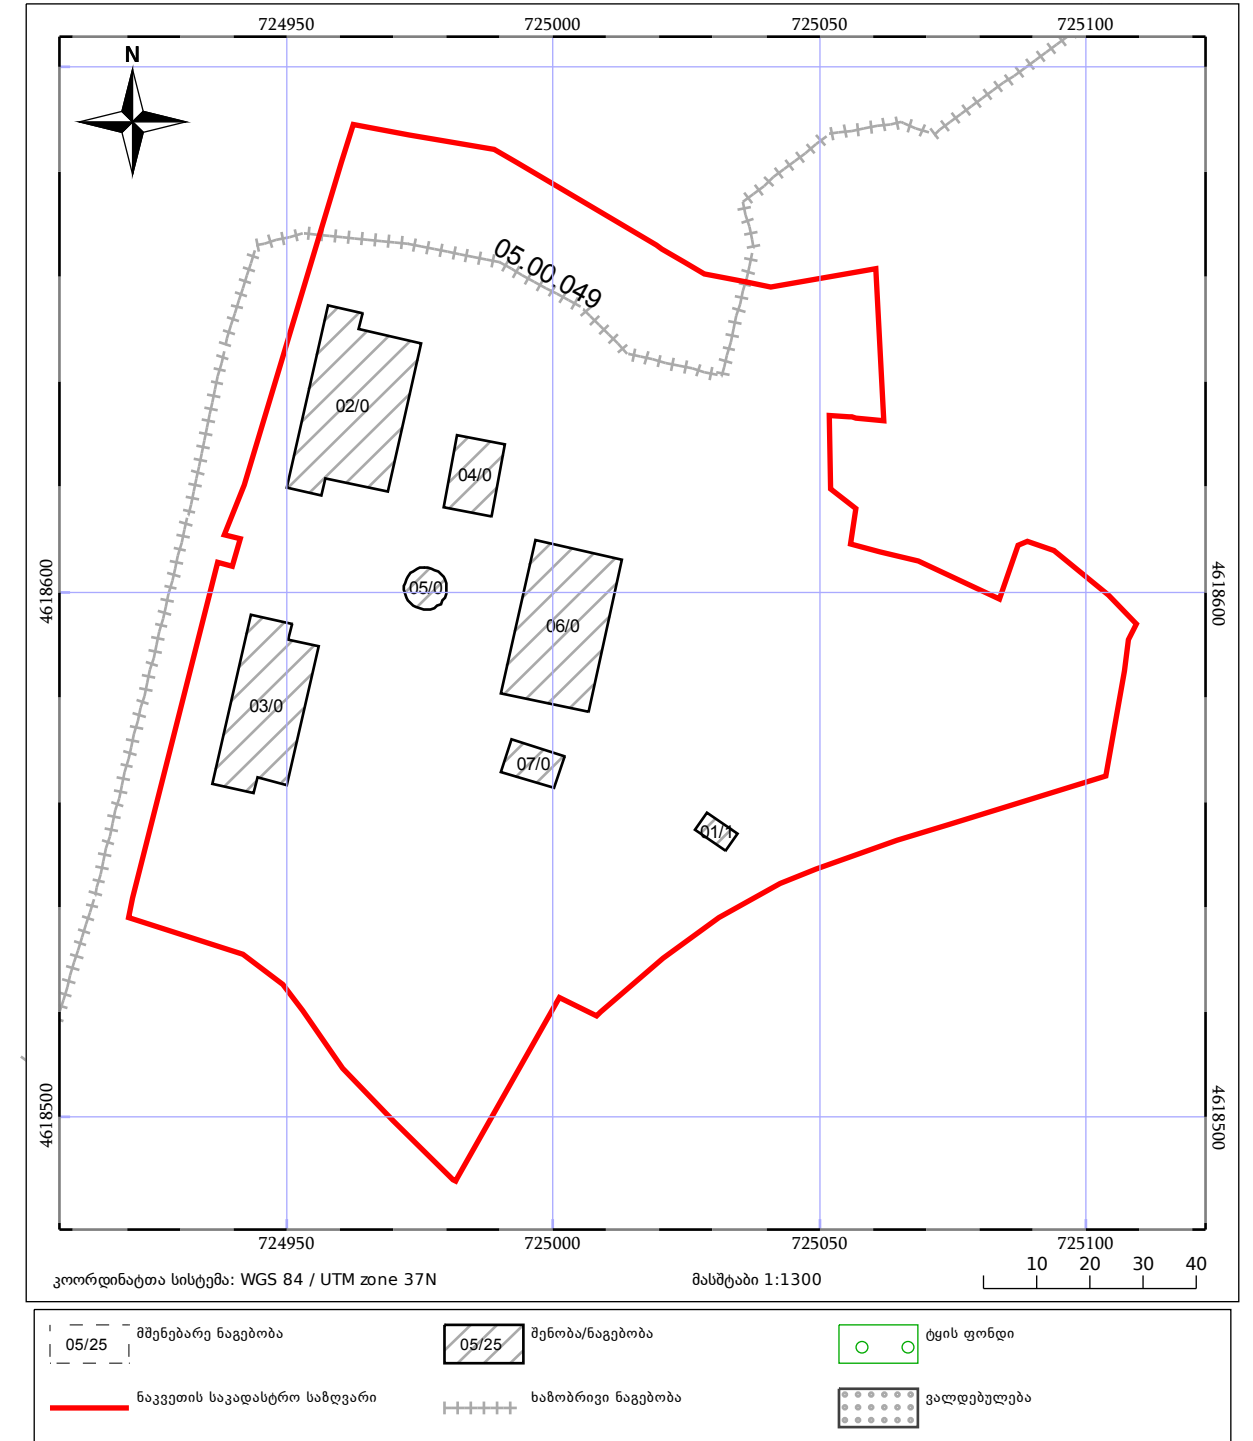 724950 725000 725050 725100
N
05.00.049
02/0
04/0
4618600 05/0 4618600
06/0
03/0
07/0
01/1
4618500 4618500
724950 725000 725050 725100
კოორდინატთა სისტემა: WGS 84 / UTM zone 37N მასშტაბი 1:1300 10 20 30 40
05/25 მშენებარე ნაგებობა 05/25 შენობა/ნაგებობა ტყის ფონდი
ნაკვეთის საკადასტრო საზღვარი ხაზობრივი ნაგებობა ვალდებულება